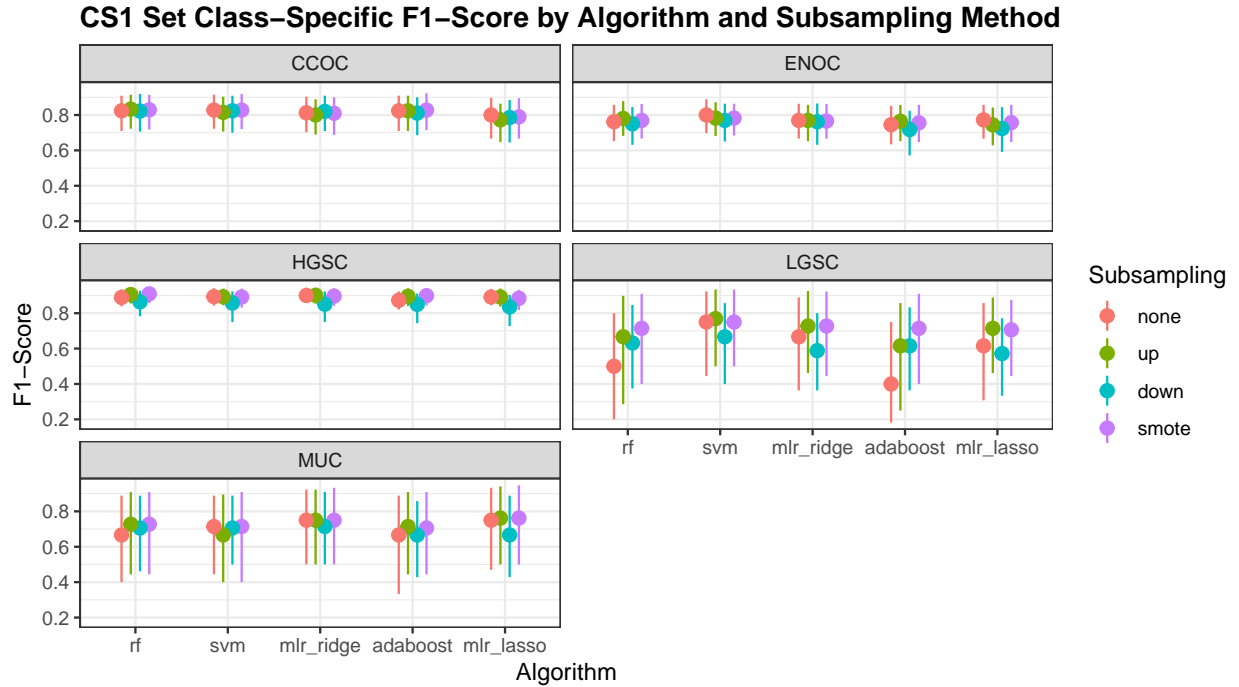 CS1 Set Class−Specific F1−Score by Algorithm and Subsampling Method
CCOC
ENOC
0.8
0.6
0.4
0.2
HGSC
LGSC
0.8
0.6
0.4
0.2
rf svm mlr_ridge adaboost mlr_lasso
MUC
0.8
0.6
0.4
0.2
rf svm mlr_ridge adaboost mlr_lasso
F1−Score
Algorithm
Subsampling
none
up
down
smote